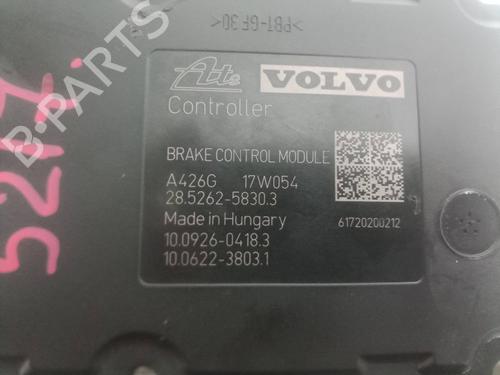 >PBT-GF30<
Ate VOLVO
Controller
BRAKE CONTROL MODULE
A426G 17W054
28.5262-5830.3
Made in Hungary 61720200212
10.0926-0418.3
10.0622-3803.1
B-PARTS